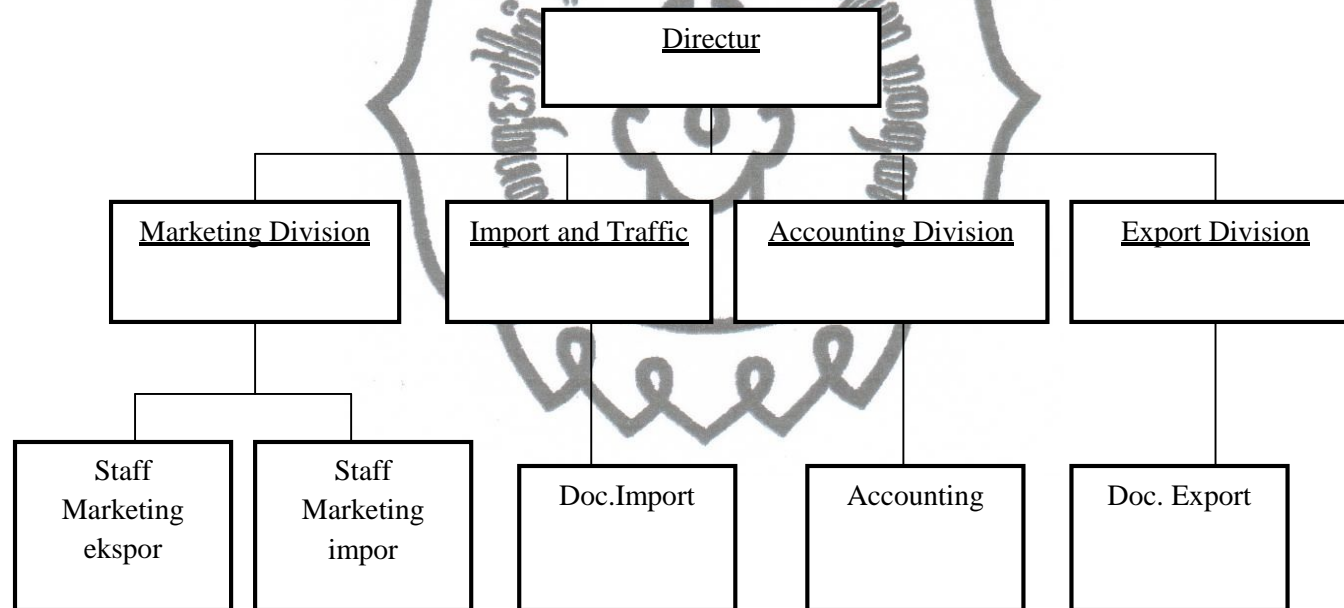 Directur
Marketing Division
Import and Traffic
Accounting Division
Export Division
Staff
Marketing
ekspor
Staff
Marketing
impor
Doc.Import
Accounting
Doc. Export